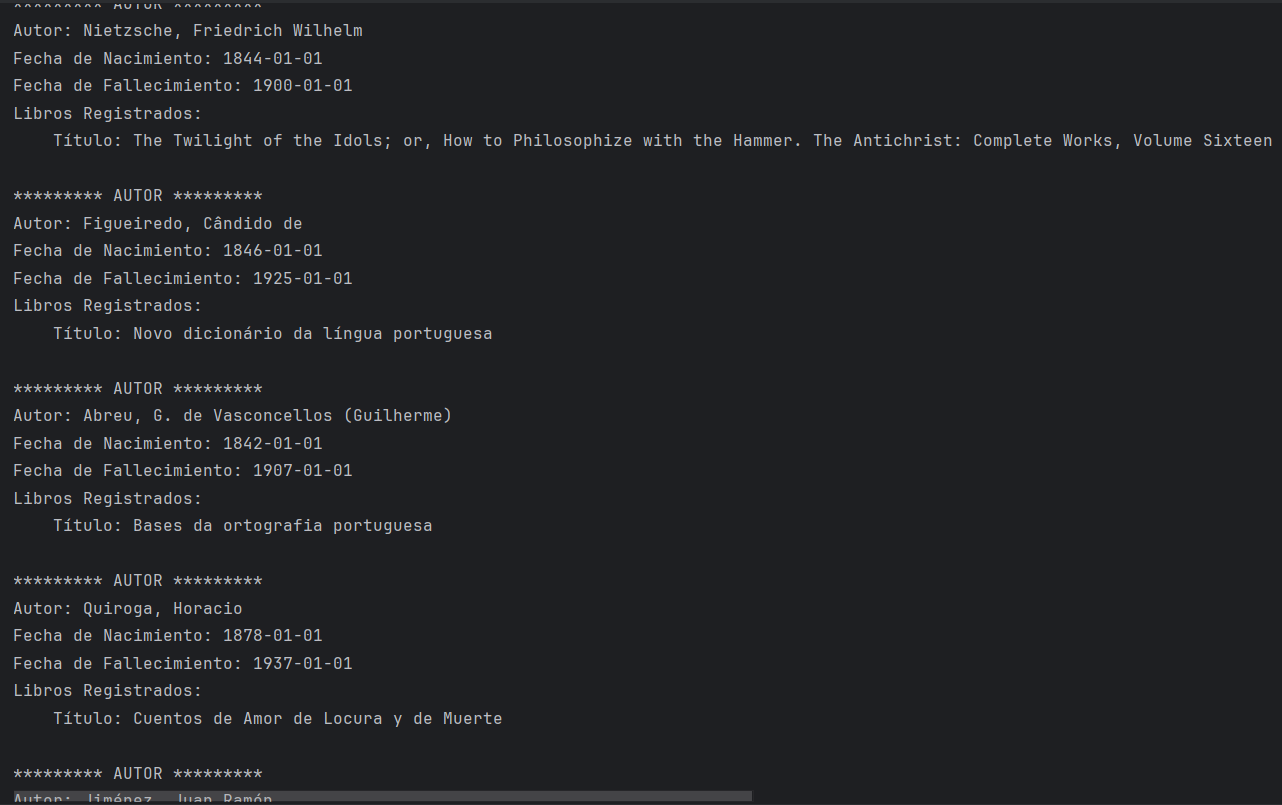 ********* AUTOR *********
Autor: Nietzsche, Friedrich Wilhelm
Fecha de Nacimiento: 1844-01-01
Fecha de Fallecimiento: 1900-01-01
Libros Registrados:
Título: The Twilight of the Idols; or, How to Philosophize with the Hammer. The Antichrist: Complete Works, Volume Sixteen
********* AUTOR *********
Autor: Figueiredo, Cândido de
Fecha de Nacimiento: 1846-01-01
Fecha de Fallecimiento: 1925-01-01
Libros Registrados:
Título: Novo dicionário da língua portuguesa
********* AUTOR *********
Autor: Abreu, G. de Vasconcellos (Guilherme)
Fecha de Nacimiento: 1842-01-01
Fecha de Fallecimiento: 1907-01-01
Libros Registrados:
Título: Bases da ortografia portuguesa
********* AUTOR *********
Autor: Quiroga, Horacio
Fecha de Nacimiento: 1878-01-01
Fecha de Fallecimiento: 1937-01-01
Libros Registrados:
Título: Cuentos de Amor de Locura y de Muerte
********* AUTOR *********
Autor: Jiménez, Juan Ramón